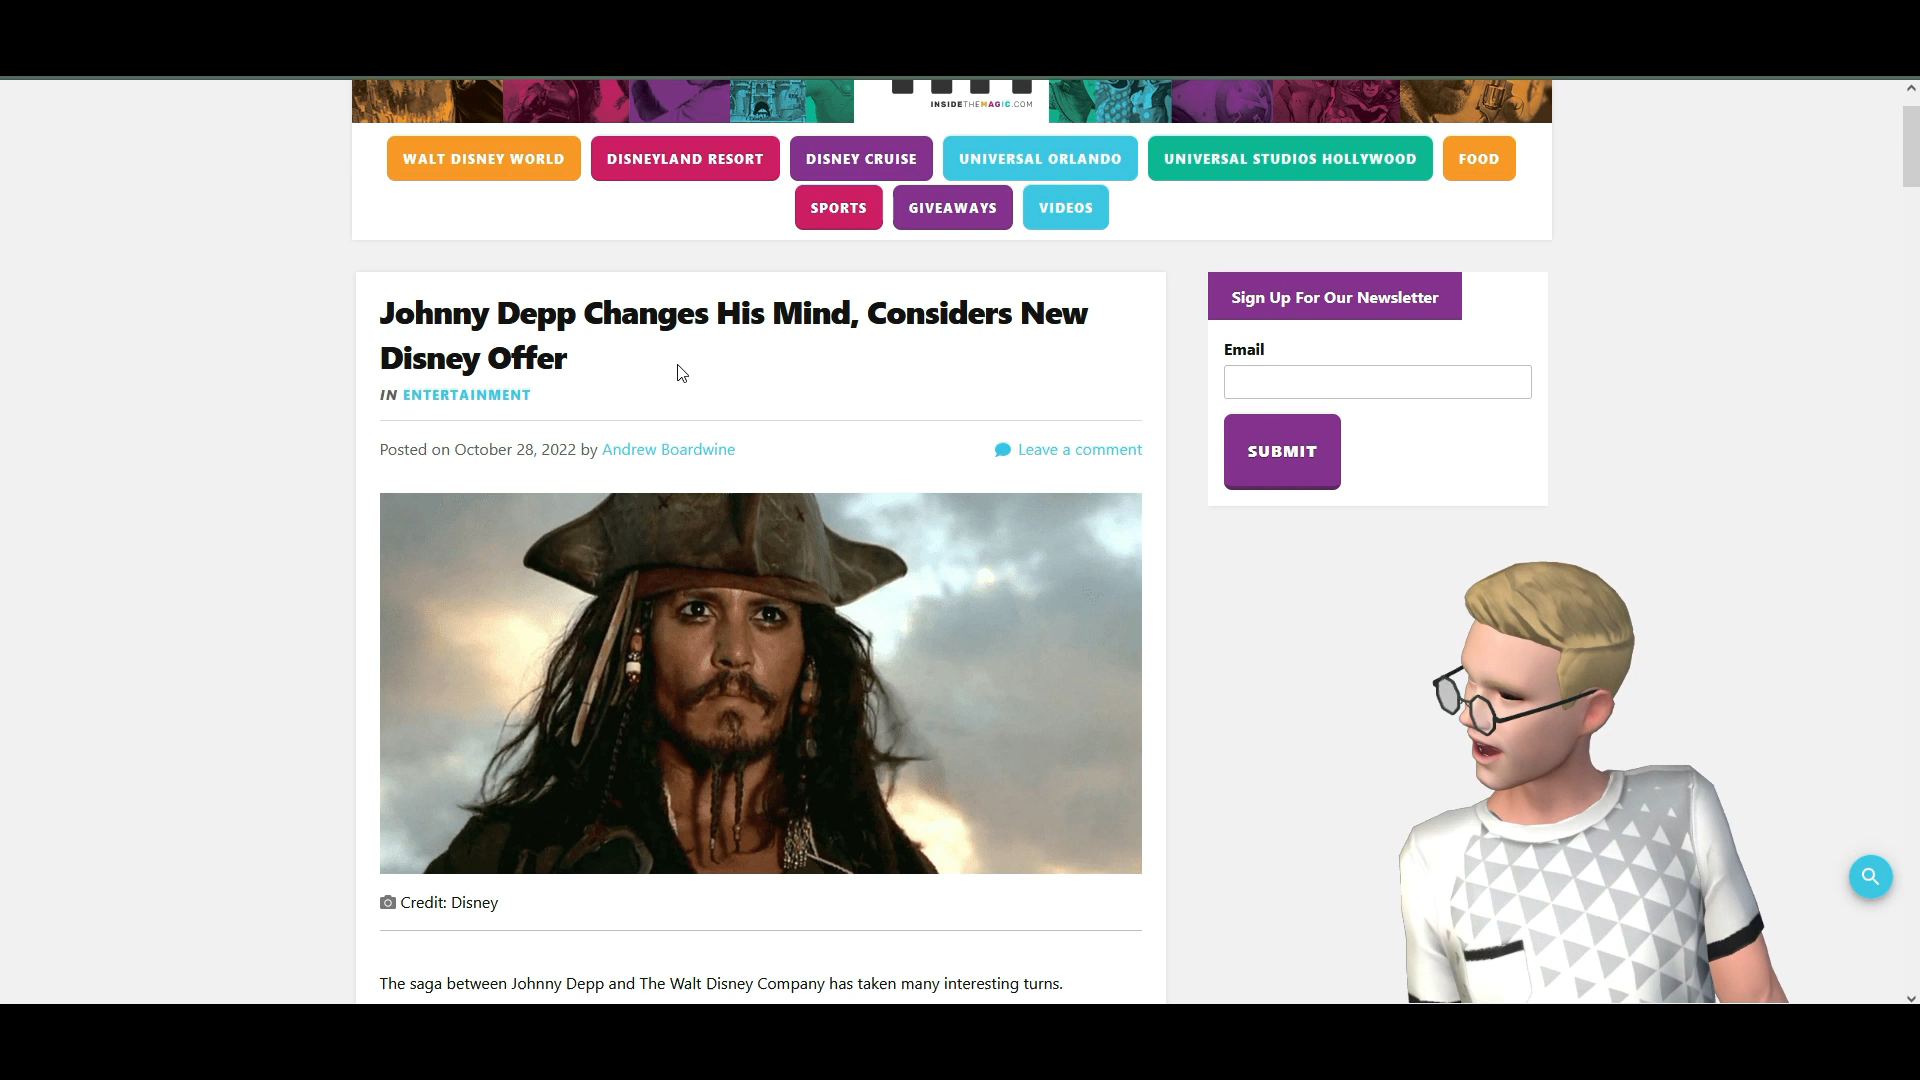 INSIDETHEMAGIC.COM
WALT DISNEY WORLD
DISNEYLAND RESORT
DISNEY CRUISE
UNIVERSAL ORLANDO
UNIVERSAL STUDIOS HOLLYWOOD
FOOD
SPORTS
GIVEAWAYS
VIDEOS
Johnny Depp Changes His Mind, Considers New
Disney Offer
IN ENTERTAINMENT
Posted on October 28, 2022 by Andrew Boardwine
Leave a comment
Credit: Disney
The saga between Johnny Depp and The Walt Disney Company has taken many interesting turns.
Sign Up For Our Newsletter
Email
SUBMIT